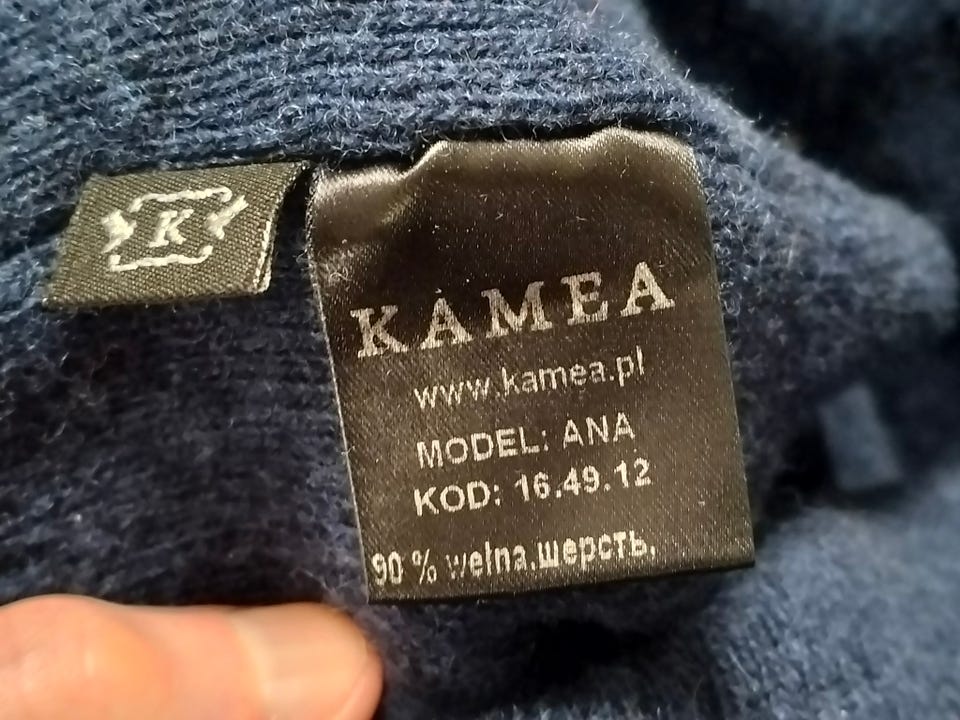 K
KAMEA
www.kamea.pl
MODEL: ANA
KOD: 16.49.12
90 % wełna.шерсть.